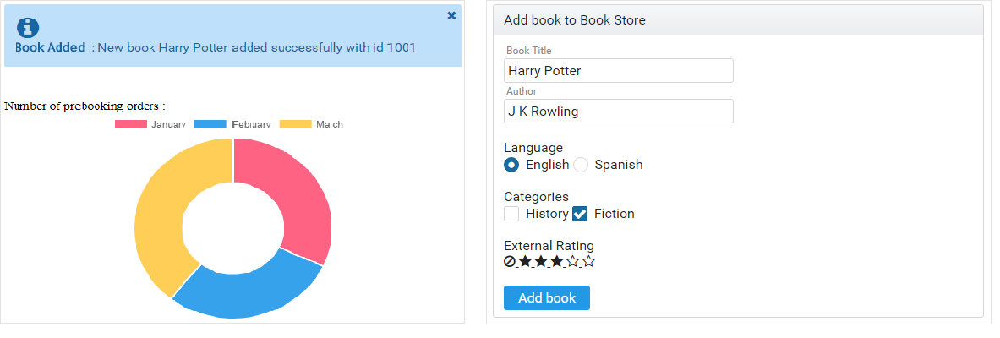 Book Added : New book Harry Potter added successfully with id 1001
Number of prebooking orders :
January February March
Add book to Book Store
Book Title
Harry Potter
Author
J K Rowling
Language
English Spanish
Categories
History Fiction
External Rating
Add book